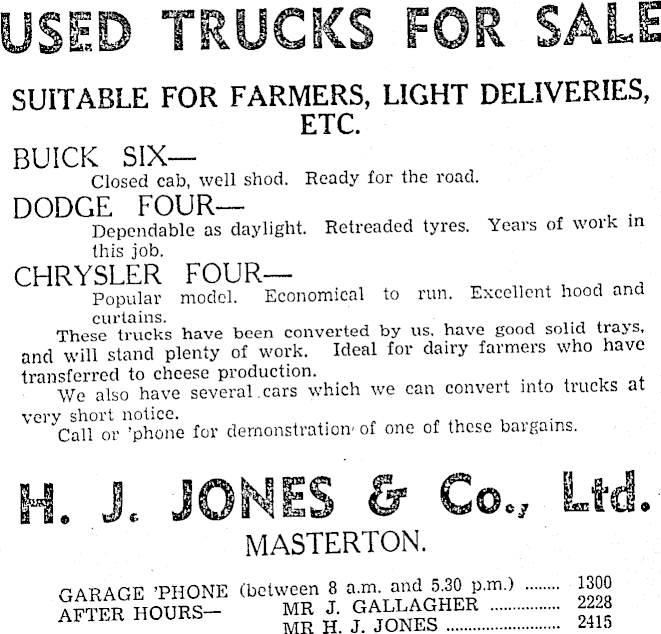 USED TRUCKS FOR SALE
SUITABLE FOR FARMERS, LIGHT DELIVERIES,
ETC.
BUICK SIX—
Closed cab, well shod. Ready for the road.
DODGE FOUR—
Dependable as daylight. Retreaded tyres. Years of work in
this job.
CHRYSLER FOUR—
Popular model. Economical to run. Excellent hood and
curtains.
These trucks have been converted by us, have good solid trays,
and will stand plenty of work. Ideal for dairy farmers who have
transferred to cheese production.
We also have several cars which we can convert into trucks at
very short notice.
Call or 'phone for demonstration of one of these bargains.
H. J. JONES & Co., Ltd.
MASTERTON.
GARAGE 'PHONE (between 8 a.m. and 5.30 p.m.) ........ 1300
AFTER HOURS— MR J. GALLAGHER ................ 2228
MR H. J. JONES .......................... 2415